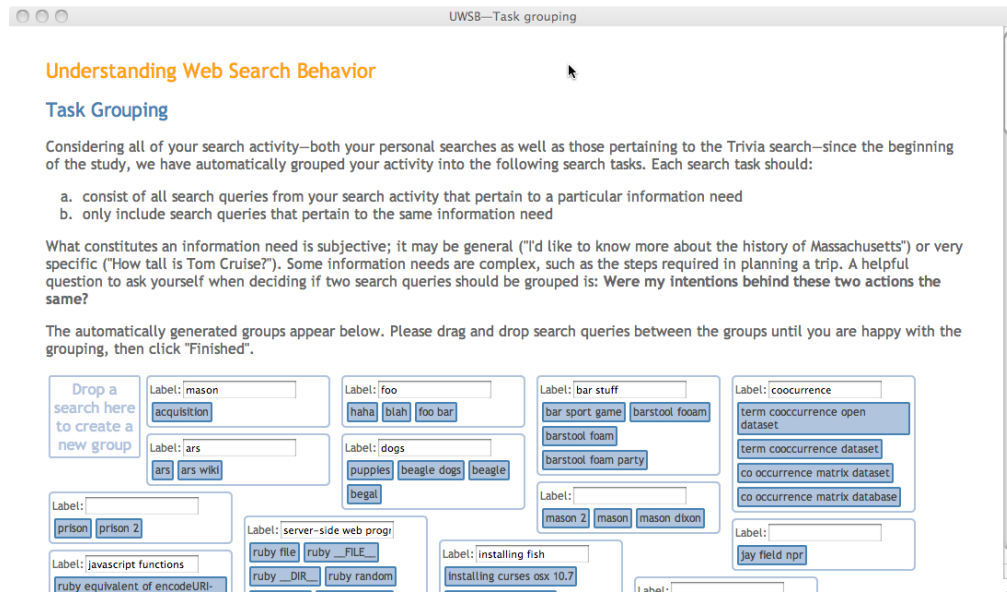 UWSB—Task grouping
Understanding Web Search Behavior
Task Grouping
Considering all of your search activity—both your personal searches as well as those pertaining to the Trivia search—since the beginning
of the study, we have automatically grouped your activity into the following search tasks. Each search task should:
a. consist of all search queries from your search activity that pertain to a particular information need
b. only include search queries that pertain to the same information need
What constitutes an information need is subjective; it may be general ("I'd like to know more about the history of Massachusetts") or very
specific ("How tall is Tom Cruise?"). Some information needs are complex, such as the steps required in planning a trip. A helpful
question to ask yourself when deciding if two search queries should be grouped is: Were my intentions behind these two actions the
same?
The automatically generated groups appear below. Please drag and drop search queries between the groups until you are happy with the
grouping, then click "Finished".
Drop a
search here
to create a
new group
Label: mason
acquisition
Label: ars
ars ars wiki
Label: foo
haha blah foo bar
Label: dogs
puppies beagle dogs beagle
begal
Label: bar stuff
bar sport game barstool fooam
barstool foam
barstool foam party
Label:
mason 2 mason mason dixon
Label: coocurrence
term cooccurrence open
dataset
term cooccurrence dataset
co occurrence matrix dataset
co occurrence matrix database
Label:
jay field npr
Label:
prison prison 2
Label: javascript functions
ruby equivalent of encodeURI-
Label: server-side web progr
ruby file ruby __FILE__
ruby __DIR__ ruby random
Label: installing fish
installing curses osx 10.7
Label: